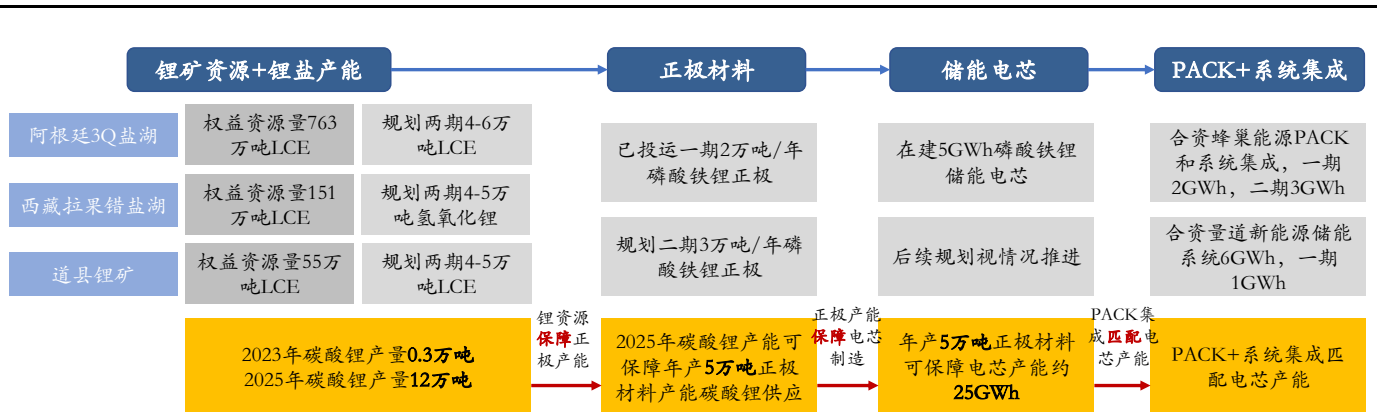 锂矿资源+锂盐产能
正极材料
储能电芯
PACK+系统集成
阿根廷3Q盐湖
权益资源量763
万吨LCE
规划两期4-6万
吨LCE
西藏拉果错盐湖
权益资源量151
万吨LCE
规划两期4-5万
吨氢氧化锂
道县锂矿
权益资源量55万
吨LCE
规划两期4-5万
吨LCE
已投运一期2万吨/年
磷酸铁锂正极
规划二期3万吨/年磷
酸铁锂正极
在建5GWh磷酸铁锂
储能电芯
后续规划视情况推进
合资蜂巢能源PACK
和系统集成，一期
2GWh，二期3GWh
合资量道新能源储能
系统6GWh，一期
1GWh
2023年碳酸锂产量0.3万吨
2025年碳酸锂产量12万吨
锂资源
保障正
极产能
2025年碳酸锂产能可
保障年产5万吨正极
材料产能碳酸锂供应
正极产能
保障电芯
制造
年产5万吨正极材料
可保障电芯产能约
25GWh
PACK集
成匹配电
芯产能
PACK+系统集成匹
配电芯产能